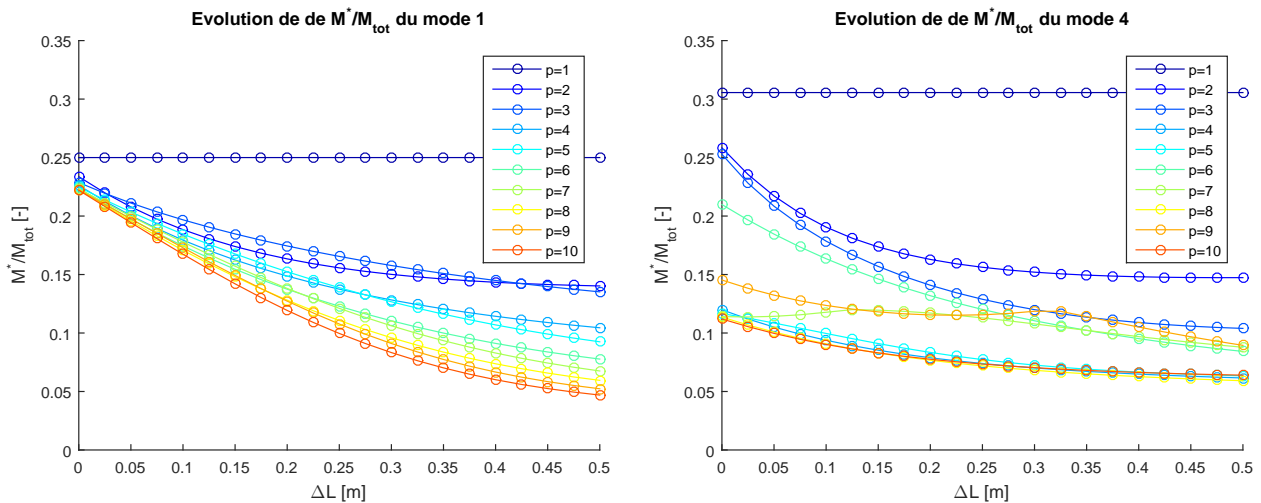 Evolution de de M*/M_tot du mode 1
0.35
0.3
0.25
0.2
0.15
0.1
0.05
0
M*/M_tot [-]
0
0.05
0.1
0.15
0.2
0.25
0.3
0.35
0.4
0.45
0.5
ΔL [m]
p=1
p=2
p=3
p=4
p=5
p=6
p=7
p=8
p=9
p=10
Evolution de de M*/M_tot du mode 4
0.35
0.3
0.25
0.2
0.15
0.1
0.05
0
M*/M_tot [-]
0
0.05
0.1
0.15
0.2
0.25
0.3
0.35
0.4
0.45
0.5
ΔL [m]
p=1
p=2
p=3
p=4
p=5
p=6
p=7
p=8
p=9
p=10